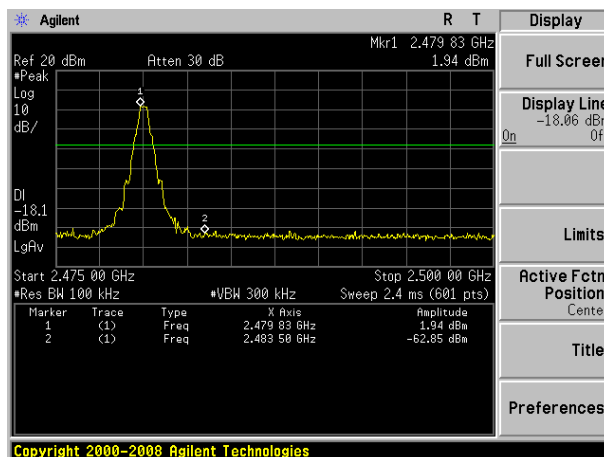 Agilent R T Display
Mkr1 2.479 83 GHz
Ref 20 dBm Atten 30 dB 1.94 dBm
#Peak
Log
10
dB/
1
DI
-18.1
dBm
LgAv
2
Start 2.475 00 GHz Stop 2.500 00 GHz
#Res BW 100 kHz #VBW 300 kHz Sweep 2.4 ms (601 pts)
Marker Trace Type X Axis Amplitude
1 (1) Freq 2.479 83 GHz 1.94 dBm
2 (1) Freq 2.483 50 GHz -62.85 dBm
Full Screen
Display Line
-18.06 dBm
On Of
Limits
Active Fctn
Position
Cente
Title
Preferences
Copyright 2000-2008 Agilent Technologies